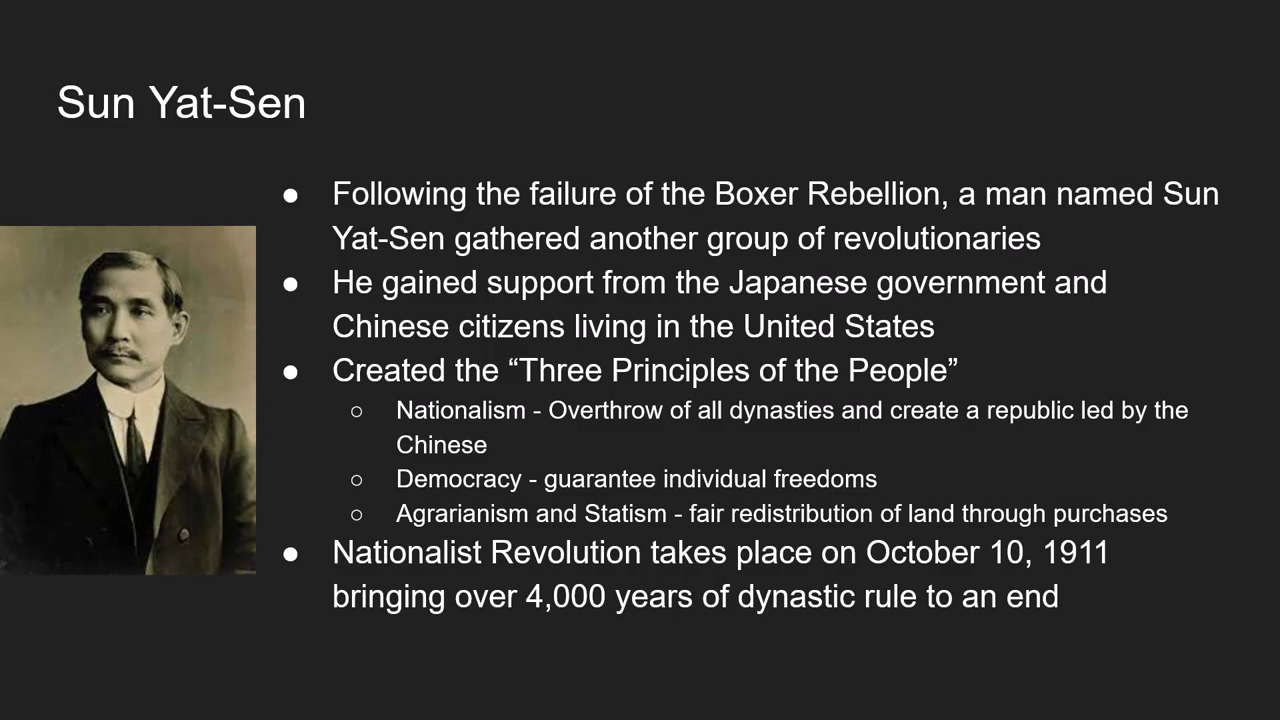 Sun Yat-Sen
● Following the failure of the Boxer Rebellion, a man named Sun
Yat-Sen gathered another group of revolutionaries
● He gained support from the Japanese government and
Chinese citizens living in the United States
● Created the “Three Principles of the People”
○ Nationalism - Overthrow of all dynasties and create a republic led by the
Chinese
○ Democracy - guarantee individual freedoms
○ Agrarianism and Statism - fair redistribution of land through purchases
● Nationalist Revolution takes place on October 10, 1911
bringing over 4,000 years of dynastic rule to an end